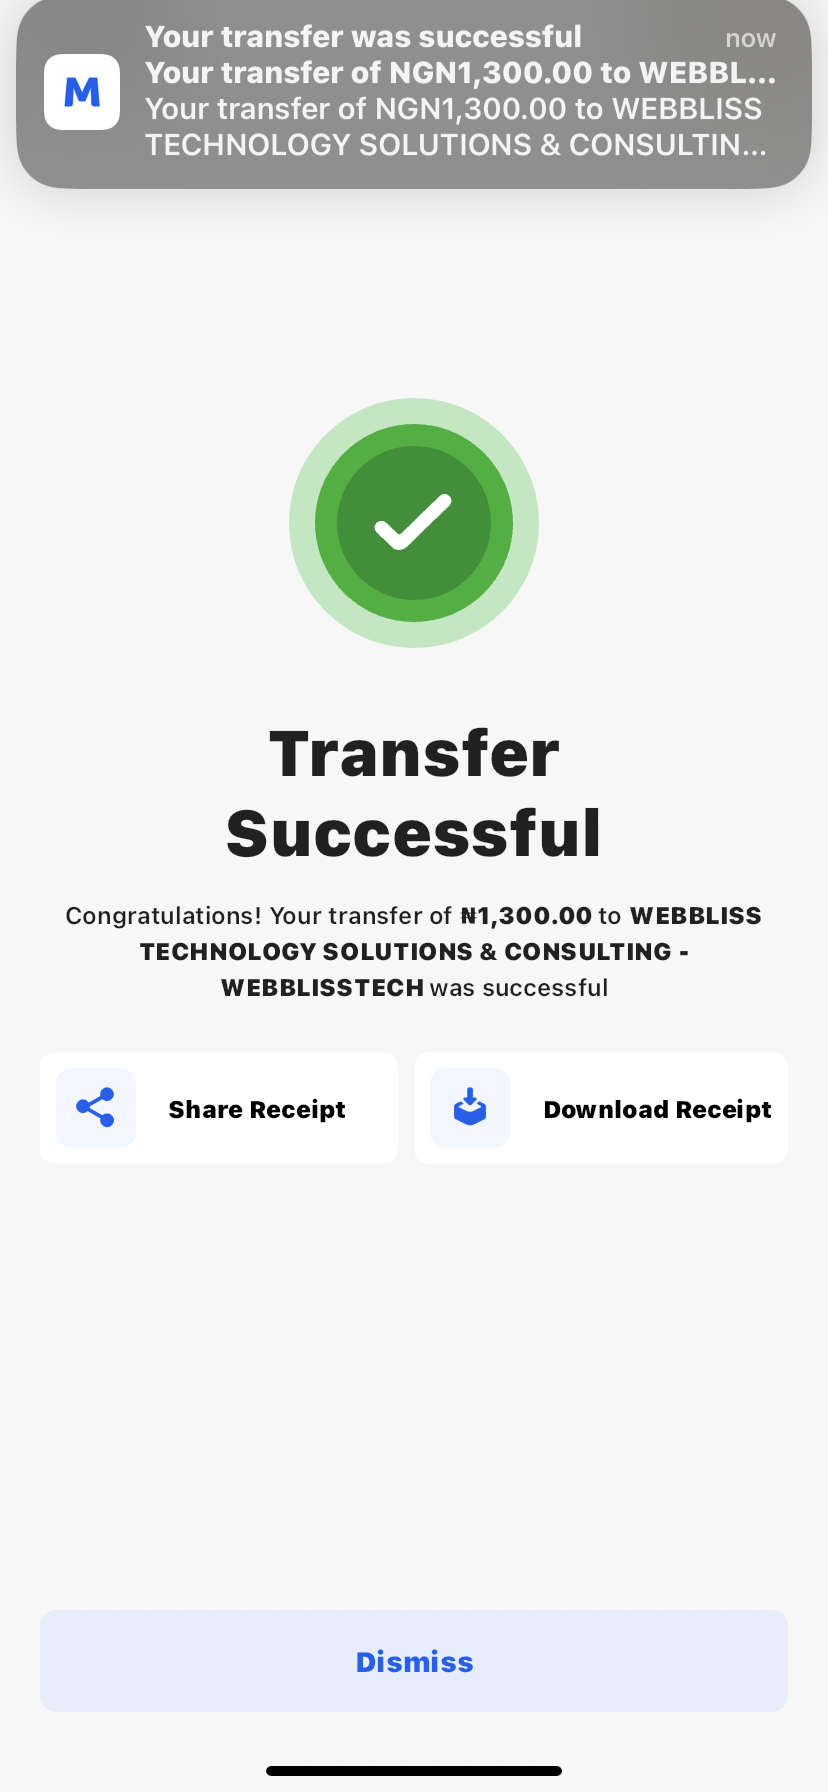 Your transfer was successful now
Your transfer of NGN1,300.00 to WEBBL...
Your transfer of NGN1,300.00 to WEBBLISS
TECHNOLOGY SOLUTIONS & CONSULTIN...
M
Transfer
Successful
Congratulations! Your transfer of ₦1,300.00 to WEBBLISS
TECHNOLOGY SOLUTIONS & CONSULTING -
WEBBLISSTECH was successful
Share Receipt
Download Receipt
Dismiss